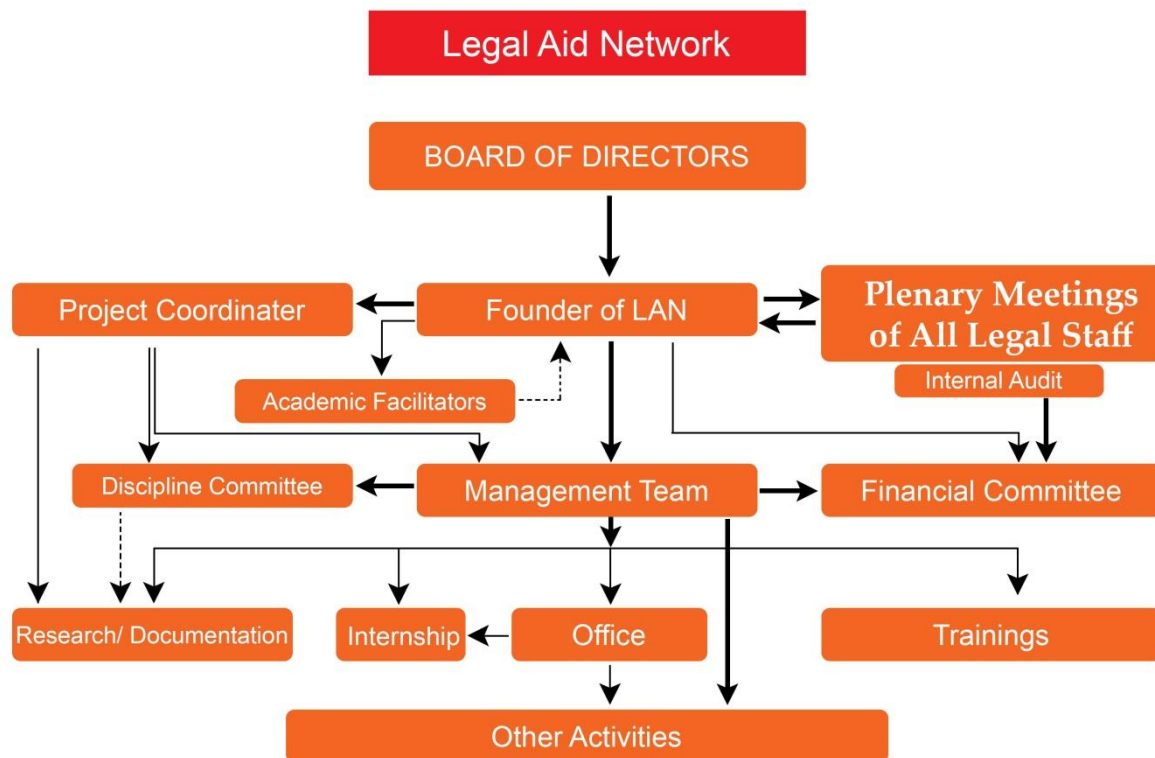 Legal Aid Network
BOARD OF DIRECTORS
Project Coordinater
Founder of LAN
Plenary Meetings
of All Legal Staff
Internal Audit
Academic Facilitators
Discipline Committee
Management Team
Financial Committee
Research/ Documentation
Internship
Office
Trainings
Other Activities